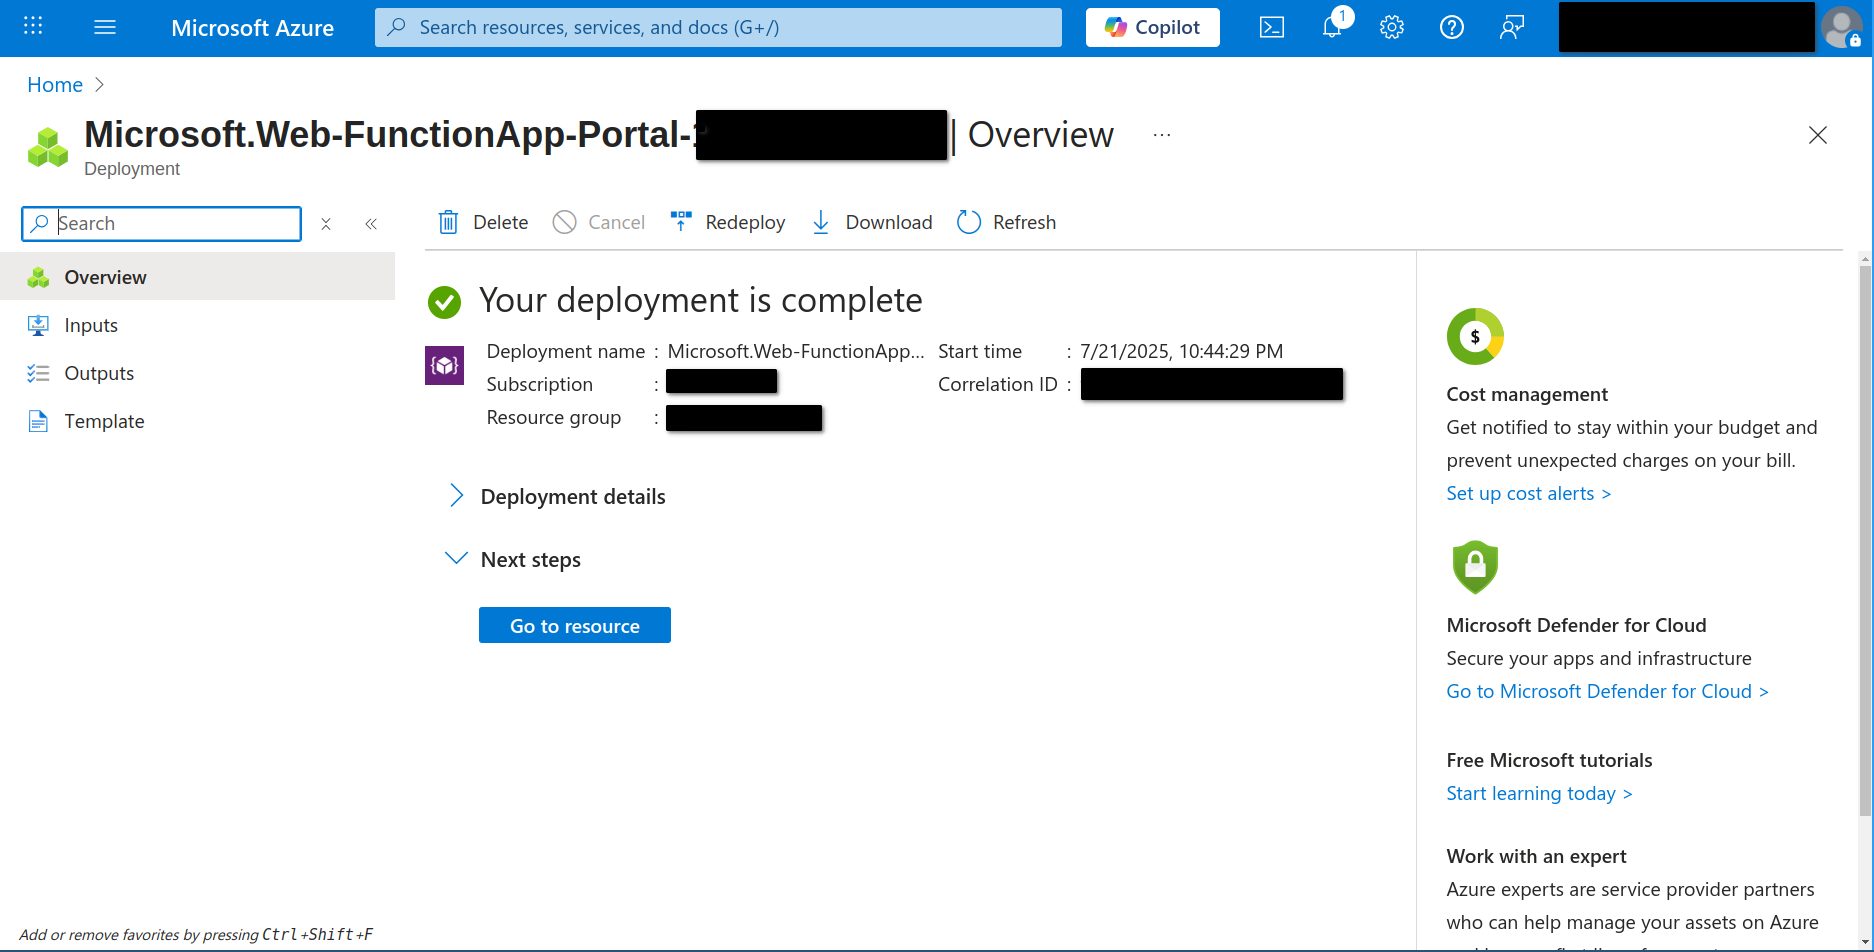 Microsoft Azure
Search resources, services, and docs (G+/)
Copilot
1
Home
Microsoft.Web-FunctionApp-Portal- | Overview
...
Deployment
Search
Overview
Inputs
Outputs
Template
Delete
Cancel
Redeploy
Download
Refresh
Your deployment is complete
Deployment name : Microsoft.Web-FunctionApp...
Subscription :
Resource group :
Start time : 7/21/2025, 10:44:29 PM
Correlation ID :
Deployment details
Next steps
Go to resource
$
Cost management
Get notified to stay within your budget and
prevent unexpected charges on your bill.
Set up cost alerts >
Microsoft Defender for Cloud
Secure your apps and infrastructure
Go to Microsoft Defender for Cloud >
Free Microsoft tutorials
Start learning today >
Work with an expert
Azure experts are service provider partners
who can help manage your assets on Azure
Add or remove favorites by pressing Ctrl+Shift+F